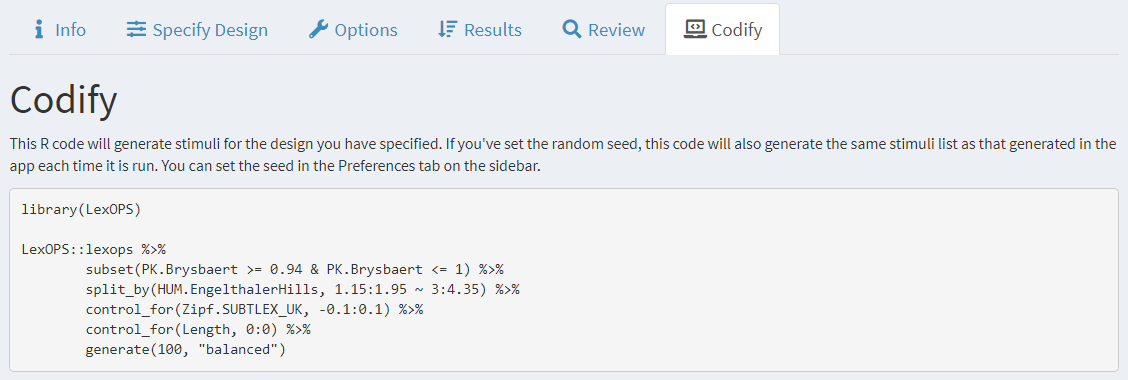 Info Specify Design Options Results Review Codify
Codify
This R code will generate stimuli for the design you have specified. If you've set the random seed, this code will also generate the same stimuli list as that generated in the
app each time it is run. You can set the seed in the Preferences tab on the sidebar.
library(LexOPS)
LexOPS::lexops %>%
subset(PK.Brysbaert >= 0.94 & PK.Brysbaert <= 1) %>%
split_by(HUM.EngelthalerHills, 1.15:1.95 ~ 3:4.35) %>%
control_for(Zipf.SUBTLEX_UK, -0.1:0.1) %>%
control_for(Length, 0:0) %>%
generate(100, "balanced")